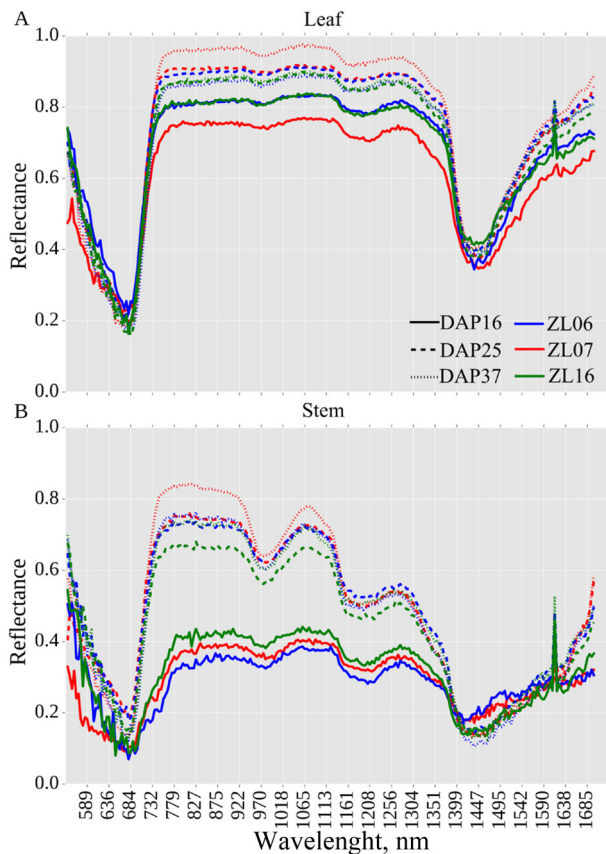 A Leaf
1.0
0.8
0.6
0.4
0.2
0.0
Reflectance
DAP16 ZL06
DAP25 ZL07
DAP37 ZL16
B Stem
1.0
0.8
0.6
0.4
0.2
0.0
Reflectance
589 636 684 732 779 827 875 922 970 1018 1065 1113 1161 1208 1256 1304 1351 1399 1447 1495 1542 1590 1638 1685
Wavelenght, nm